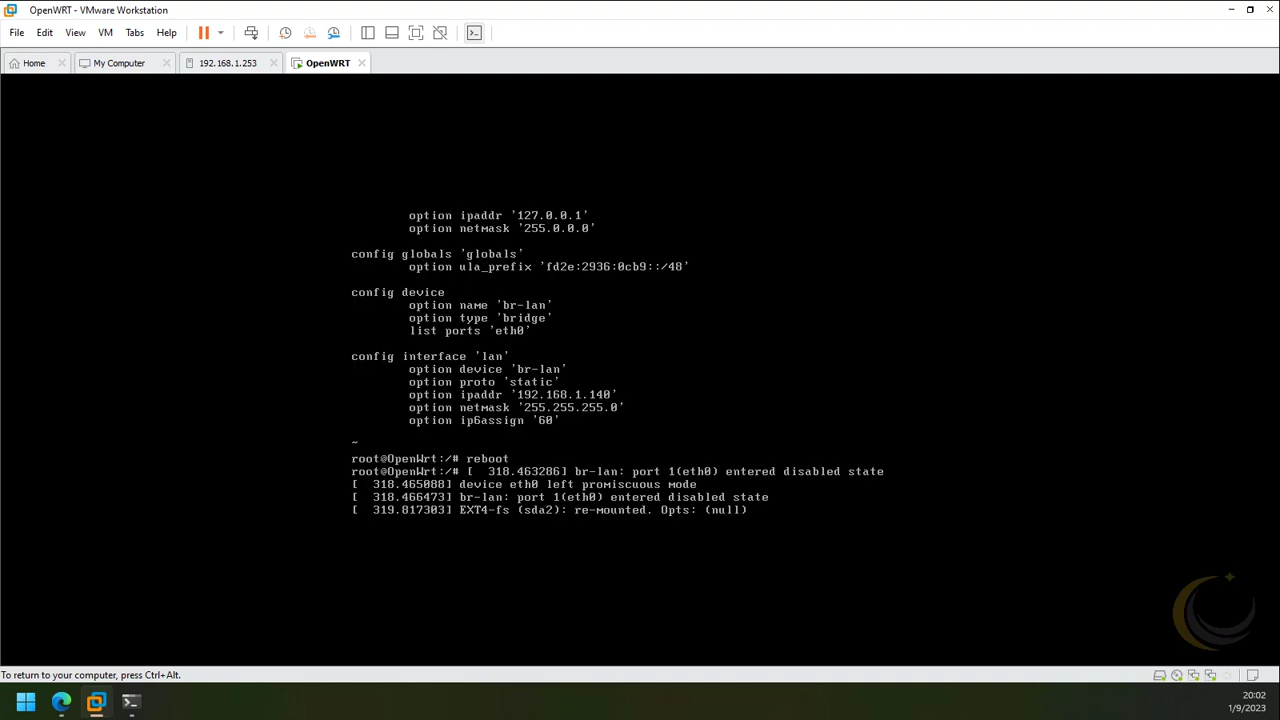 OpenWRT - VMware Workstation
File Edit View VM Tabs Help
Home My Computer 192.168.1.253 OpenWRT
option ipaddr '127.0.0.1'
option netmask '255.0.0.0'
config globals 'globals'
option ula_prefix 'fd2e:2936:0cb9::/48'
config device
option name 'br-lan'
option type 'bridge'
list ports 'eth0'
config interface 'lan'
option device 'br-lan'
option proto 'static'
option ipaddr '192.168.1.140'
option netmask '255.255.255.0'
option ip6assign '60'
~
root@OpenWrt:/# reboot
root@OpenWrt:/# [  318.463286] br-lan: port 1(eth0) entered disabled state
[  318.465088] device eth0 left promiscuous mode
[  318.466473] br-lan: port 1(eth0) entered disabled state
[  319.817303] EXT4-fs (sda2): re-mounted. Opts: (null)
To return to your computer, press Ctrl+Alt.
20:02
1/9/2023